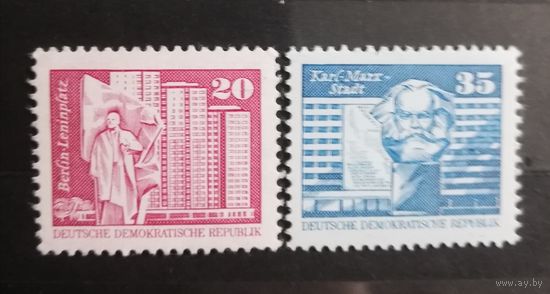 20
Berlin-Leninplatz
DEUTSCHE DEMOKRATISCHE REPUBLIK
Karl-Marx-
Stadt
35
DEUTSCHE DEMOKRATISCHE REPUBLIK
www.ay.by